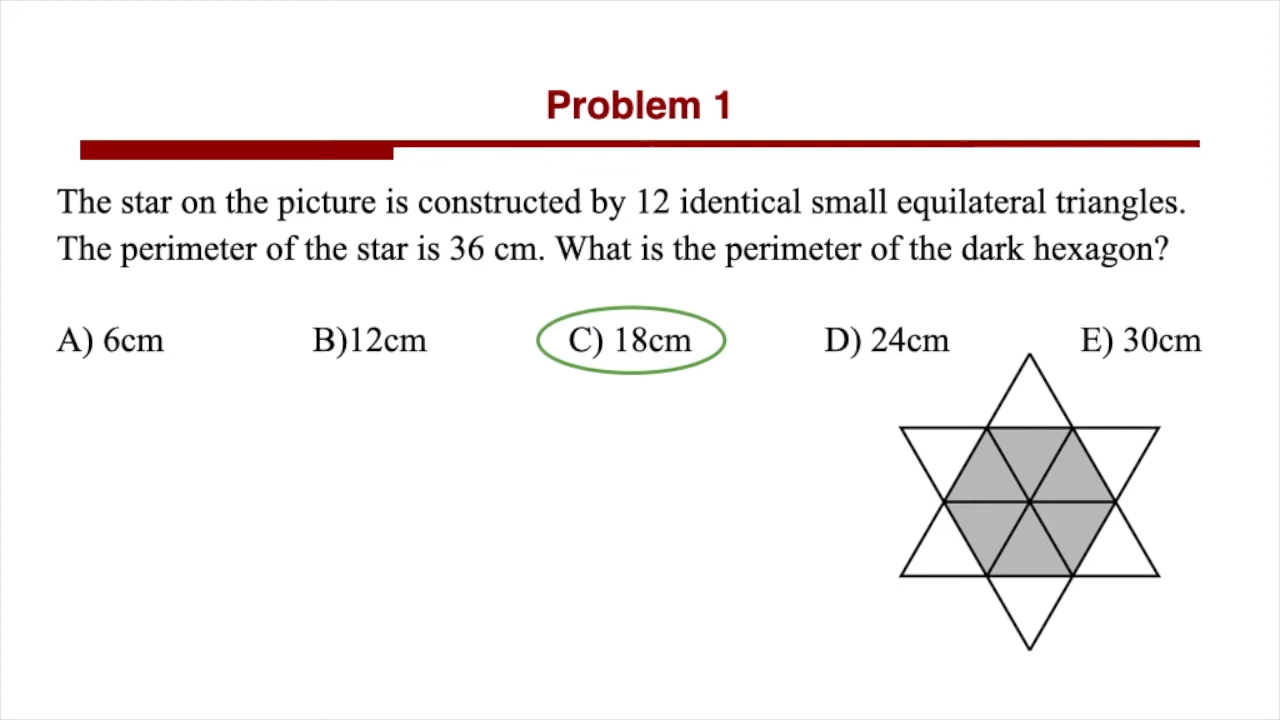 Problem 1
The star on the picture is constructed by 12 identical small equilateral triangles.
The perimeter of the star is 36 cm. What is the perimeter of the dark hexagon?
A) 6cm B)12cm C) 18cm D) 24cm E) 30cm